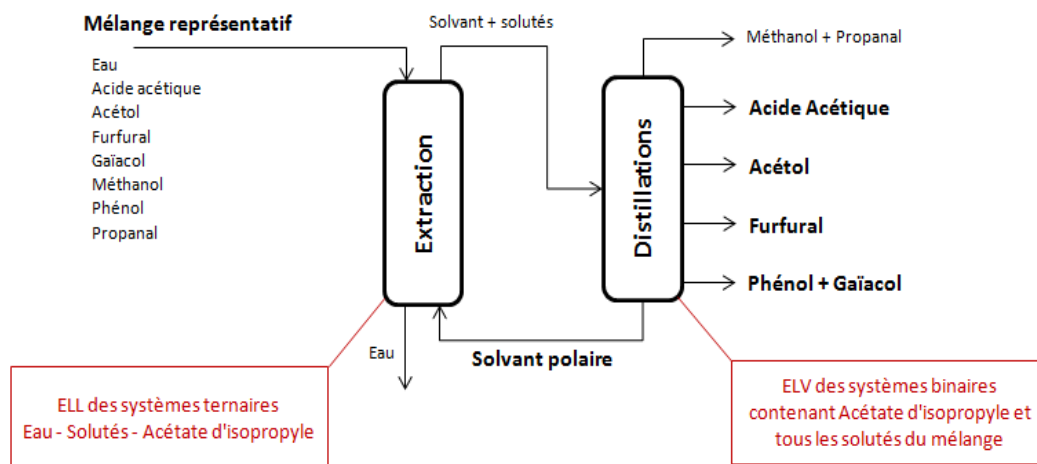 Mélange représentatif
Eau
Acide acétique
Acétol
Furfural
Gaïacol
Méthanol
Phénol
Propanal
Solvant + solutés
Extraction
Distillations
Méthanol + Propanal
Acide Acétique
Acétol
Furfural
Phénol + Gaïacol
Eau
Solvant polaire
ELL des systèmes ternaires
Eau - Solutés - Acétate d'isopropyle
ELV des systèmes binaires
contenant Acétate d'isopropyle et
tous les solutés du mélange